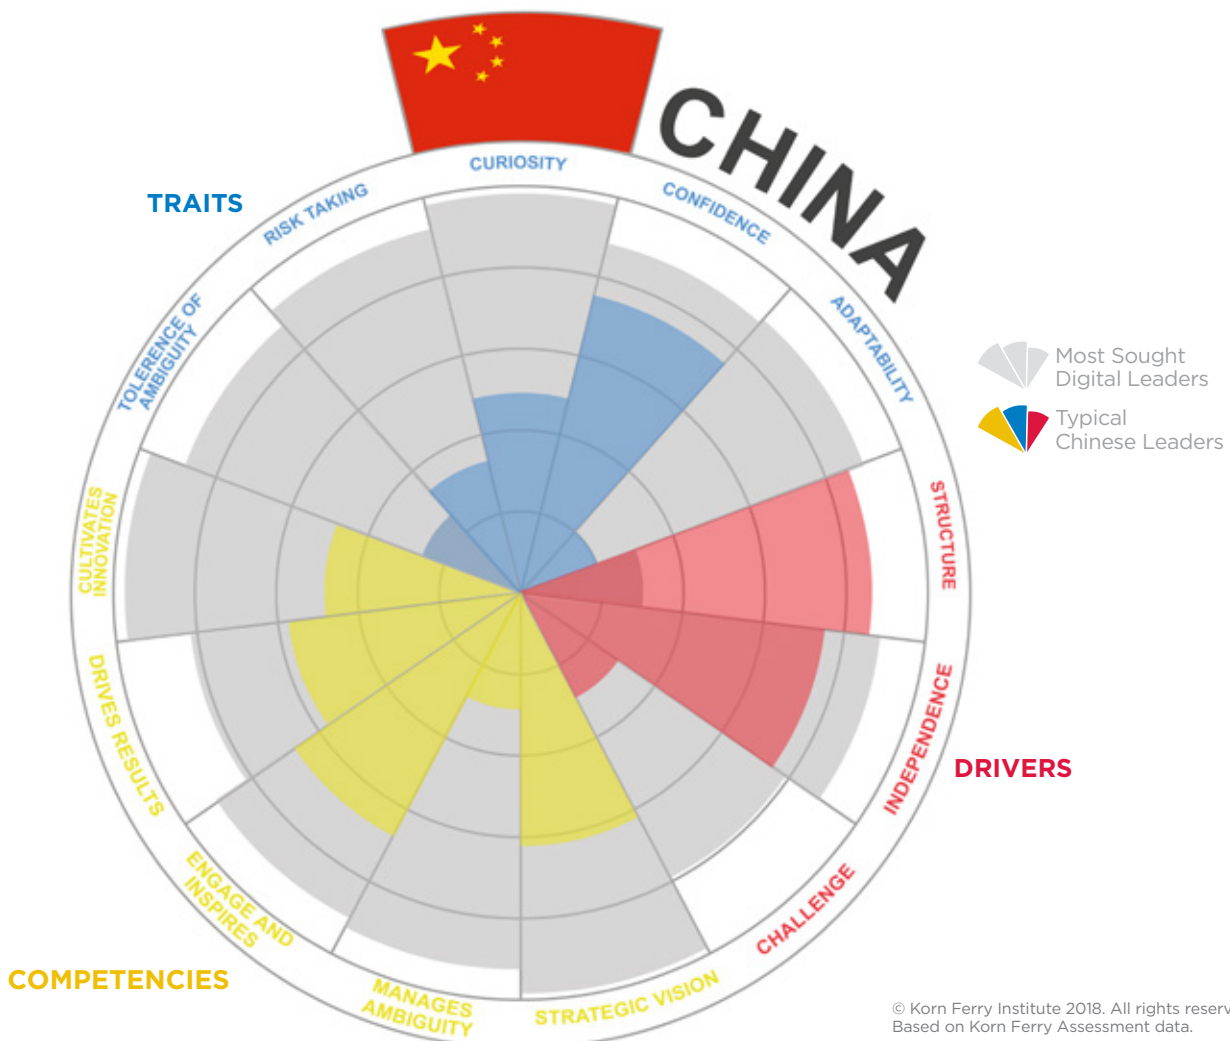 CHINA
TRAITS
CURIOSITY
CONFIDENCE
ADAPTABILITY
RISK TAKING
TOLERENCE OF
AMBIGUITY
Most Sought
Digital Leaders
Typical
Chinese Leaders
STRUCTURE
INDEPENDENCE
CHALLENGE
DRIVERS
CULTIVATES
INNOVATION
DRIVES RESULTS
ENGAGE AND
INSPIRES
MANAGES
AMBIGUITY
STRATEGIC VISION
COMPETENCIES
© Korn Ferry Institute 2018. All rights reserv
Based on Korn Ferry Assessment data.